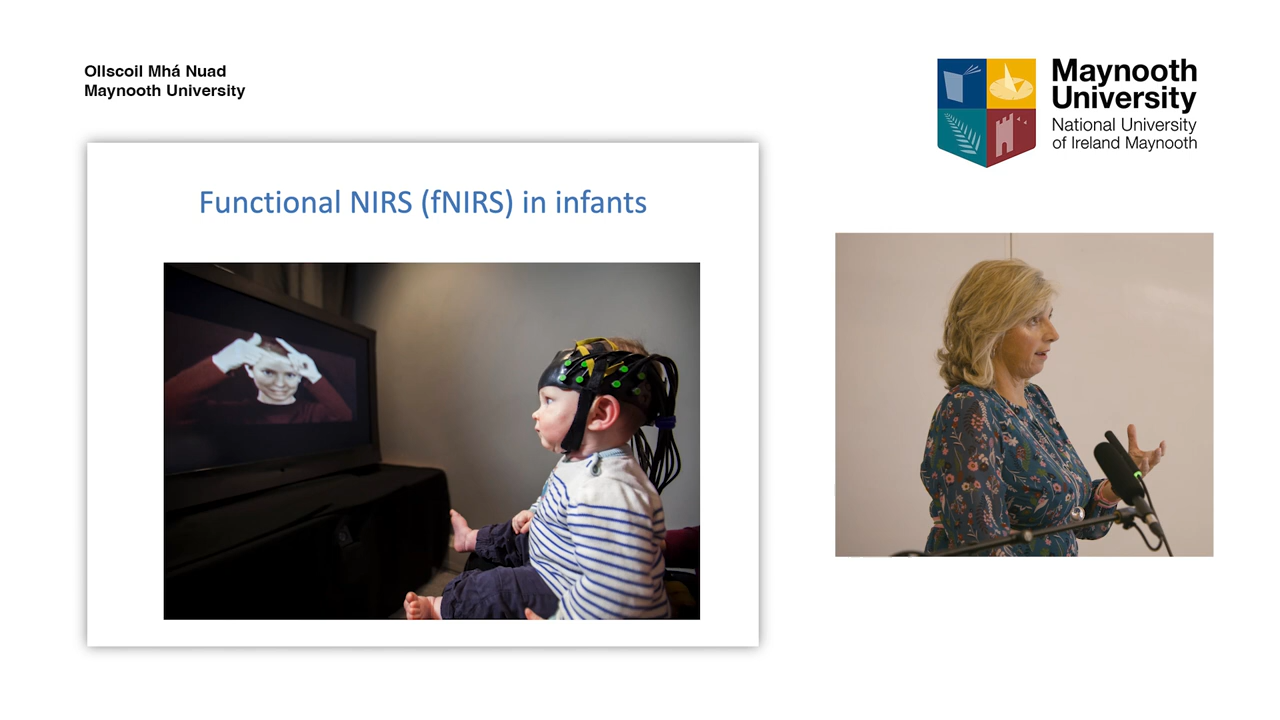 Ollscoil Mhá Nuad
Maynooth University
Maynooth
University
National University
of Ireland Maynooth
Functional NIRS (fNIRS) in infants